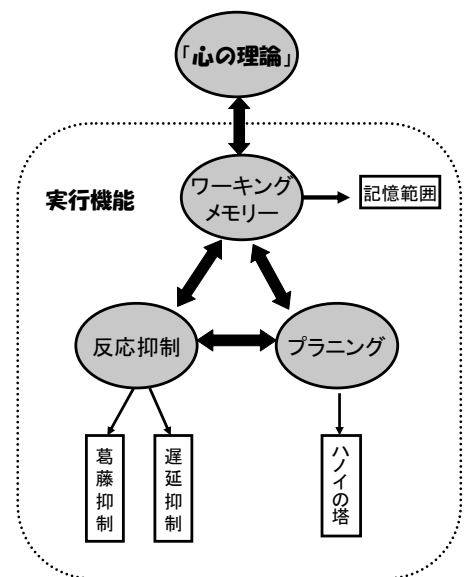 「心の理論」
実行機能
ワーキング
メモリー
記憶範囲
反応抑制
プラニング
葛藤抑制
遅延抑制
ハノイの塔